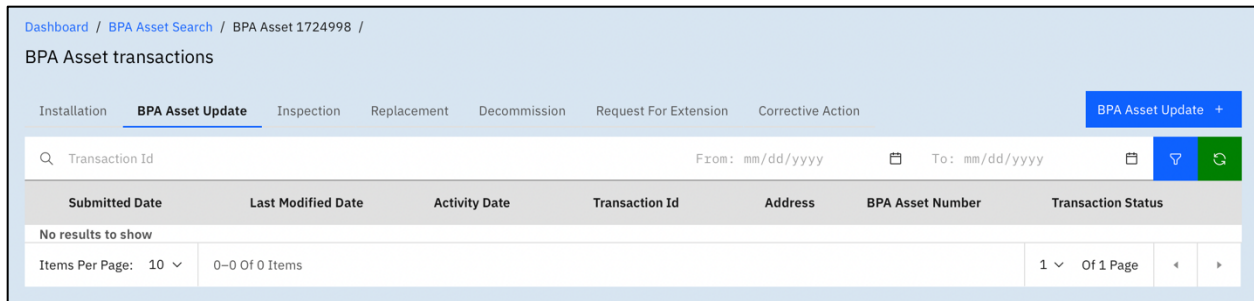 Dashboard / BPA Asset Search / BPA Asset 1724998 /
BPA Asset transactions
Installation BPA Asset Update Inspection Replacement Decommission Request For Extension Corrective Action BPA Asset Update +
Transaction Id From: mm/dd/yyyy To: mm/dd/yyyy
Submitted Date Last Modified Date Activity Date Transaction Id Address BPA Asset Number Transaction Status
No results to show
Items Per Page: 10 0–0 Of 0 Items 1 Of 1 Page